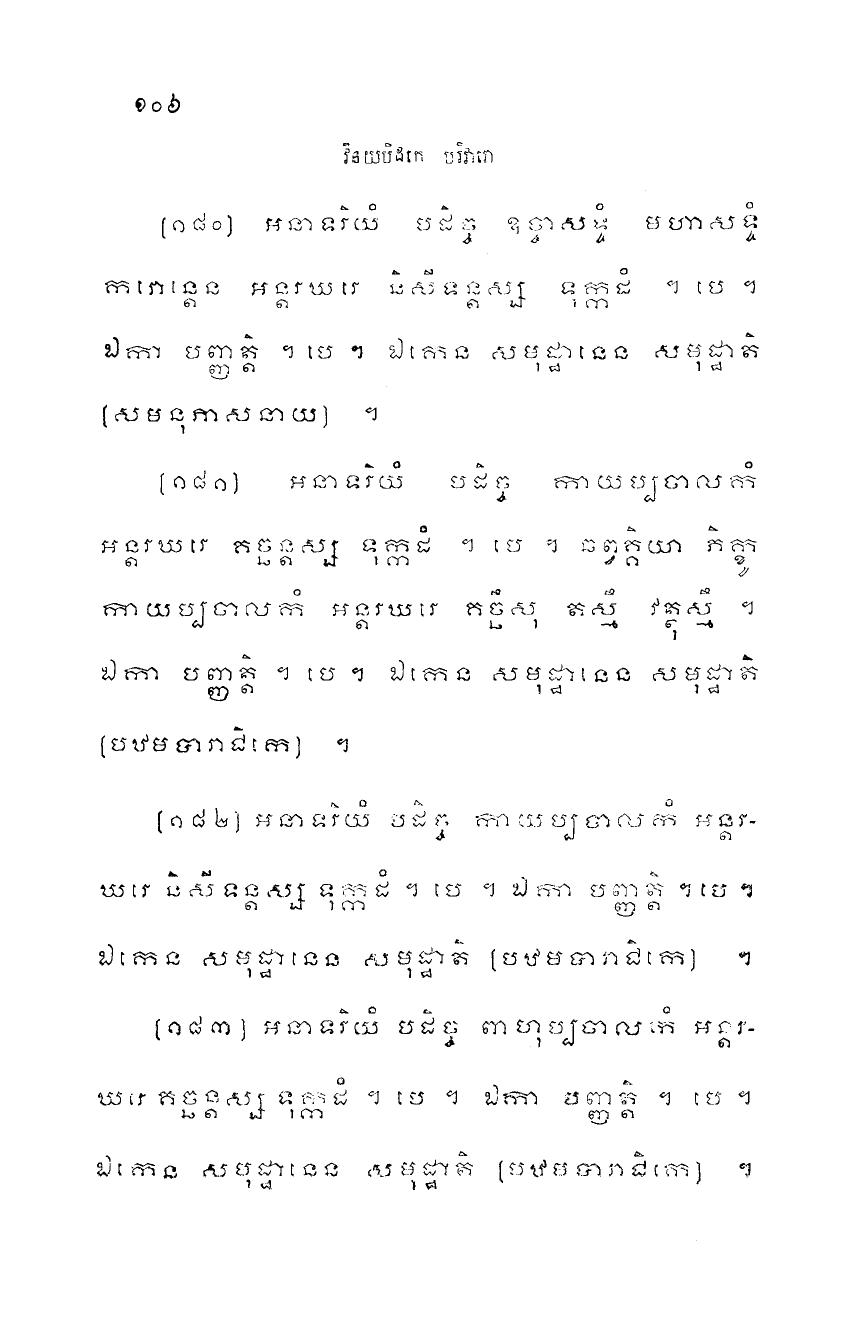 ១០៦
វិនយបិដកេ បរិវារោ
[១៨០] អនាទរិយំ បដិច្ច ឧច្ចាសទ្ទំ មហាសទ្ទំ
ករោន្តេន អន្តរឃរេ និសីទន្តស្ស ទុក្កដំ ។ បេ ។
ឯកា បញ្ញត្តិ ។ បេ ។ ឯកេន សមុដ្ឋានេន សមុដ្ឋាតិ
[សមនុភាសនាយ] ។
[១៨១] អនាទរិយំ បដិច្ច កាយប្បចាលកំ
អន្តរឃរេ គច្ឆន្តស្ស ទុក្កដំ ។ បេ ។ ឆព្វគ្គិយា ភិក្ខូ
កាយប្បចាលកំ អន្តរឃរេ គច្ឆឹសុ តស្មឹ វត្ថុស្មឹ ។
ឯកា បញ្ញត្តិ ។ បេ ។ ឯកេន សមុដ្ឋានេន សមុដ្ឋាតិ
[បឋមបារាជិកេ] ។
[១៨២] អនាទរិយំ បដិច្ច កាយប្បចាលកំ អន្តរ-
ឃរេ និសីទន្តស្ស ទុក្កដំ ។ បេ ។ ឯកា បញ្ញត្តិ ។ បេ ។
ឯកេន សមុដ្ឋានេន សមុដ្ឋាតិ [បឋមបារាជិកេ] ។
[១៨៣] អនាទរិយំ បដិច្ច ពាហុប្បចាលកំ អន្តរ-
ឃរេ គច្ឆន្តស្ស ទុក្កដំ ។ បេ ។ ឯកា បញ្ញត្តិ ។ បេ ។
ឯកេន សមុដ្ឋានេន សមុដ្ឋាតិ [បឋមបារាជិកេ] ។